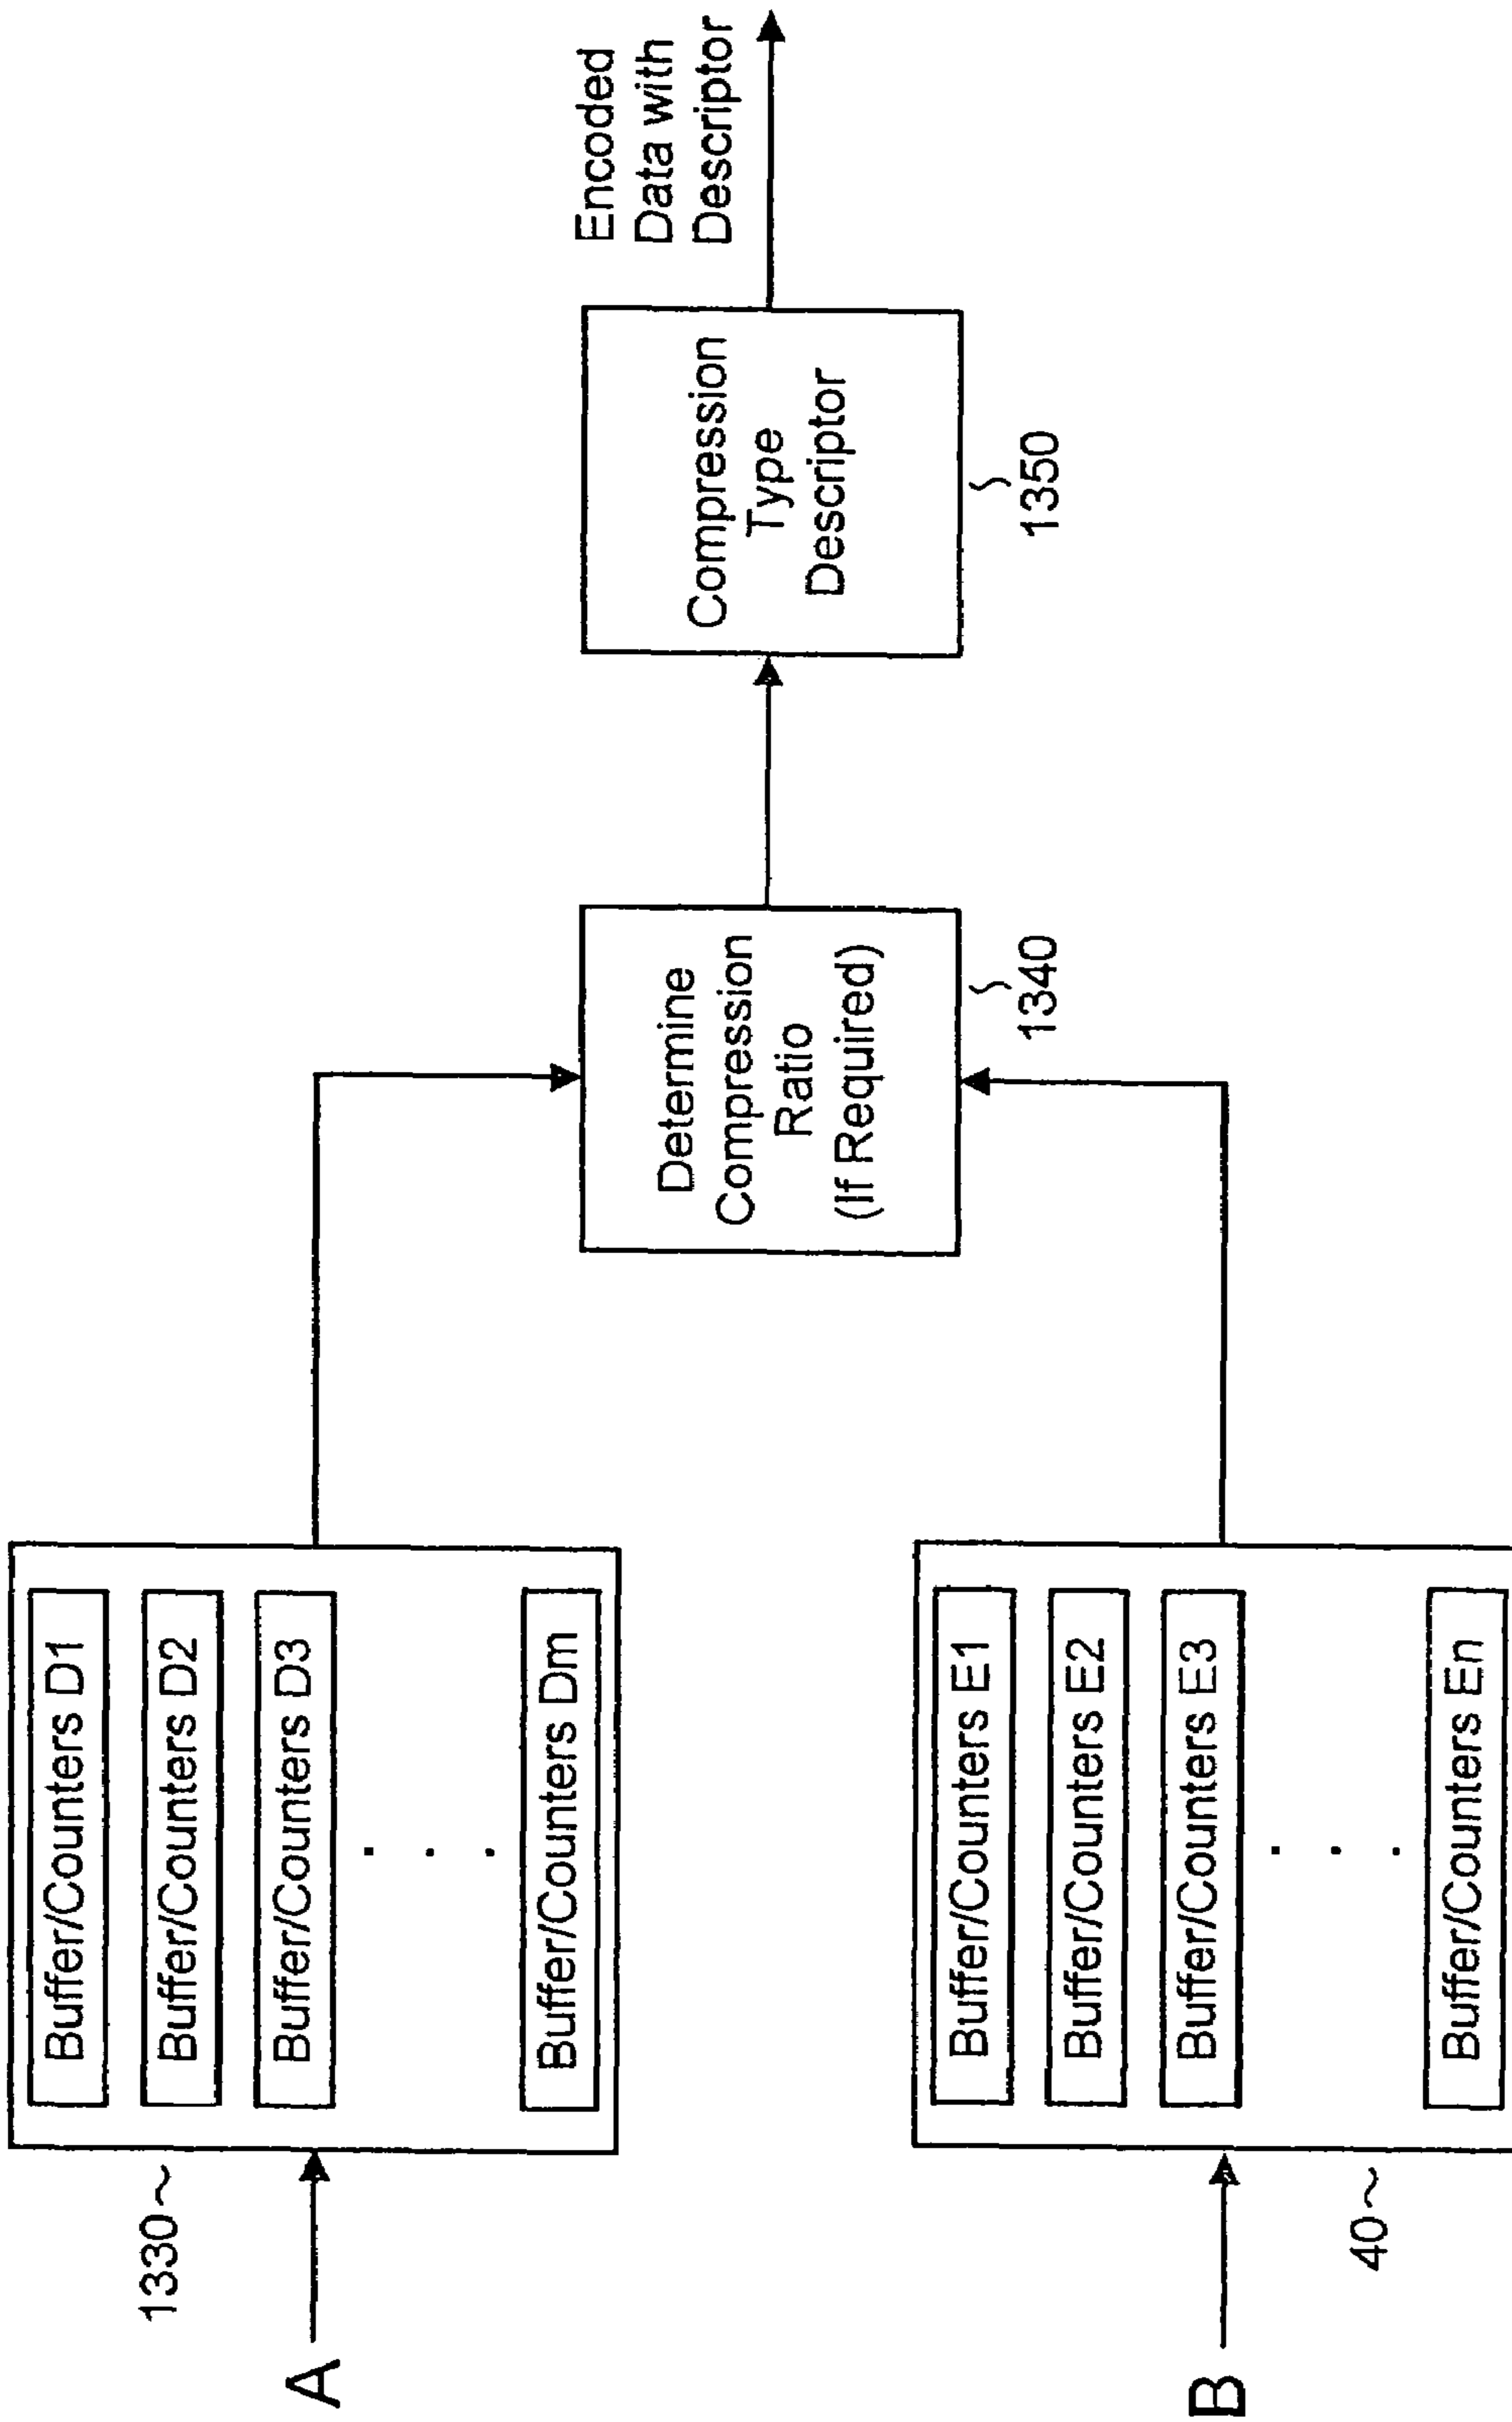 A
1330
Buffer/Counters D1
Buffer/Counters D2
Buffer/Counters D3
. . .
Buffer/Counters Dm
B
40
Buffer/Counters E1
Buffer/Counters E2
Buffer/Counters E3
. . .
Buffer/Counters En
Determine
Compression
Ratio
(If Required)
1340
Compression
Type
Descriptor
1350
Encoded
Data with
Descriptor